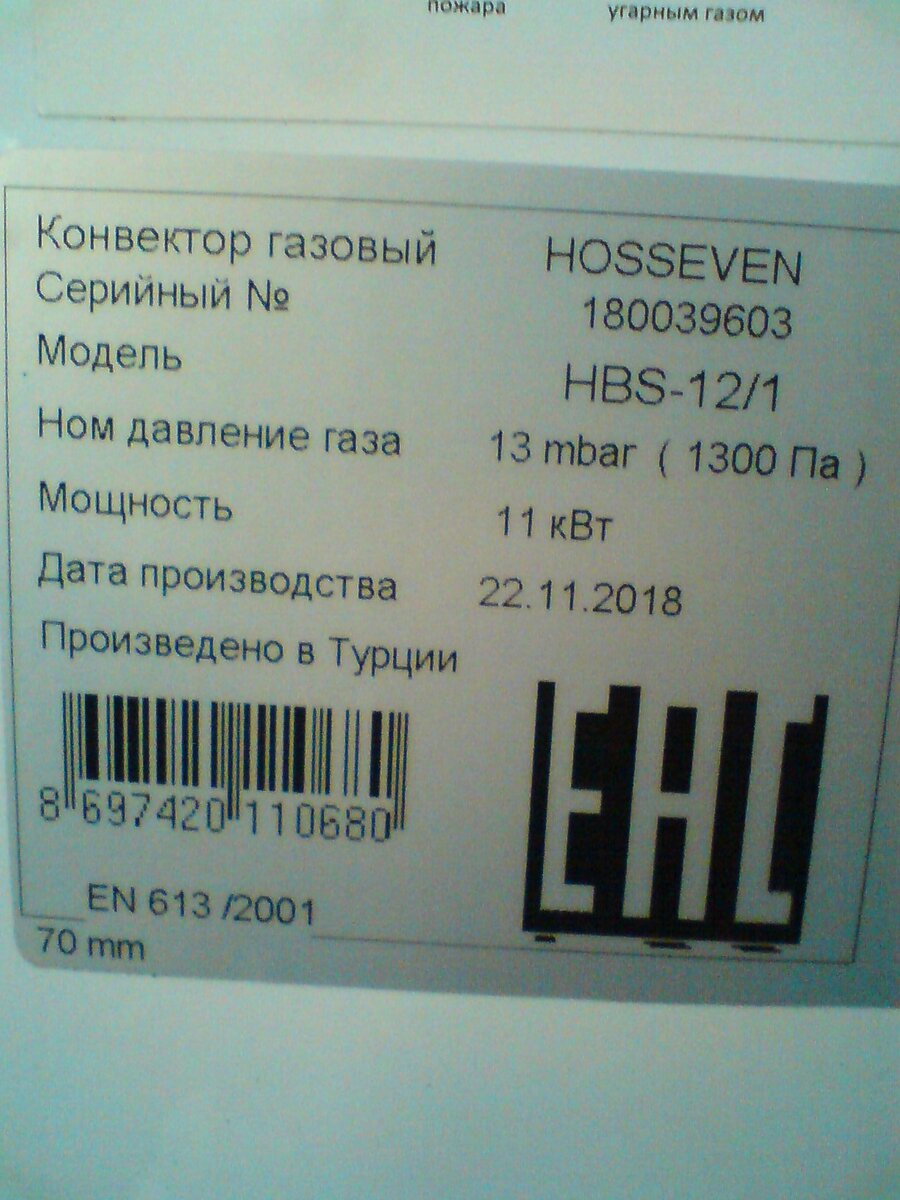 пожара угарным газом
Конвектор газовый HOSSEVEN
Серийный № 180039603
Модель HBS-12/1
Ном давление газа 13 mbar ( 1300 Па )
Мощность 11 кВт
Дата производства 22.11.2018
Произведено в Турции
8 697420 110680
EAC
EN 613 /2001
70 mm